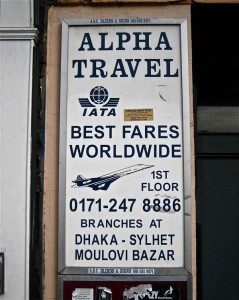 ALPHA
TRAVEL
IATA
BEST FARES
WORLDWIDE
1ST
FLOOR
0171-247 8886
BRANCHES AT
DHAKA - SYLHET
MOULOVI BAZAR